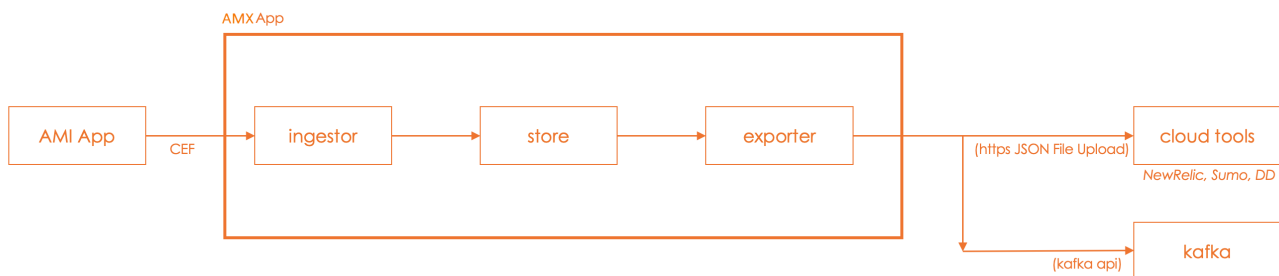 AMX App
AMI App
CEF
ingestor
store
exporter
(https JSON File Upload)
cloud tools
NewRelic, Sumo, DD
(kafka api)
kafka